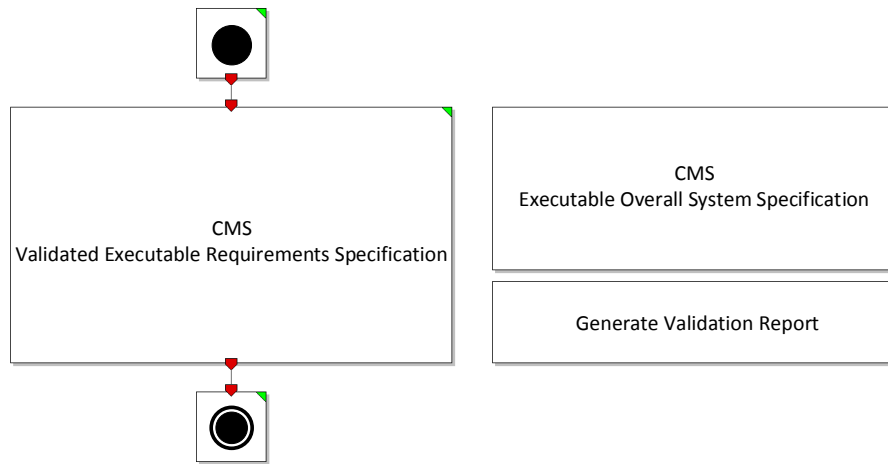 CMS
Validated Executable Requirements Specification
CMS
Executable Overall System Specification
Generate Validation Report